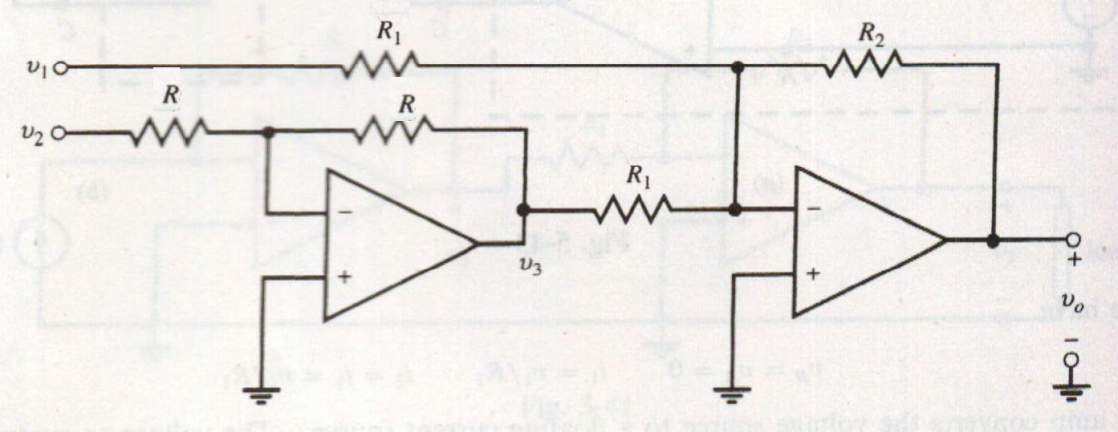 R₁
R₂
v₁
R
R
v₂
R₁
−
−
+
+
v₃
+
vₒ
−